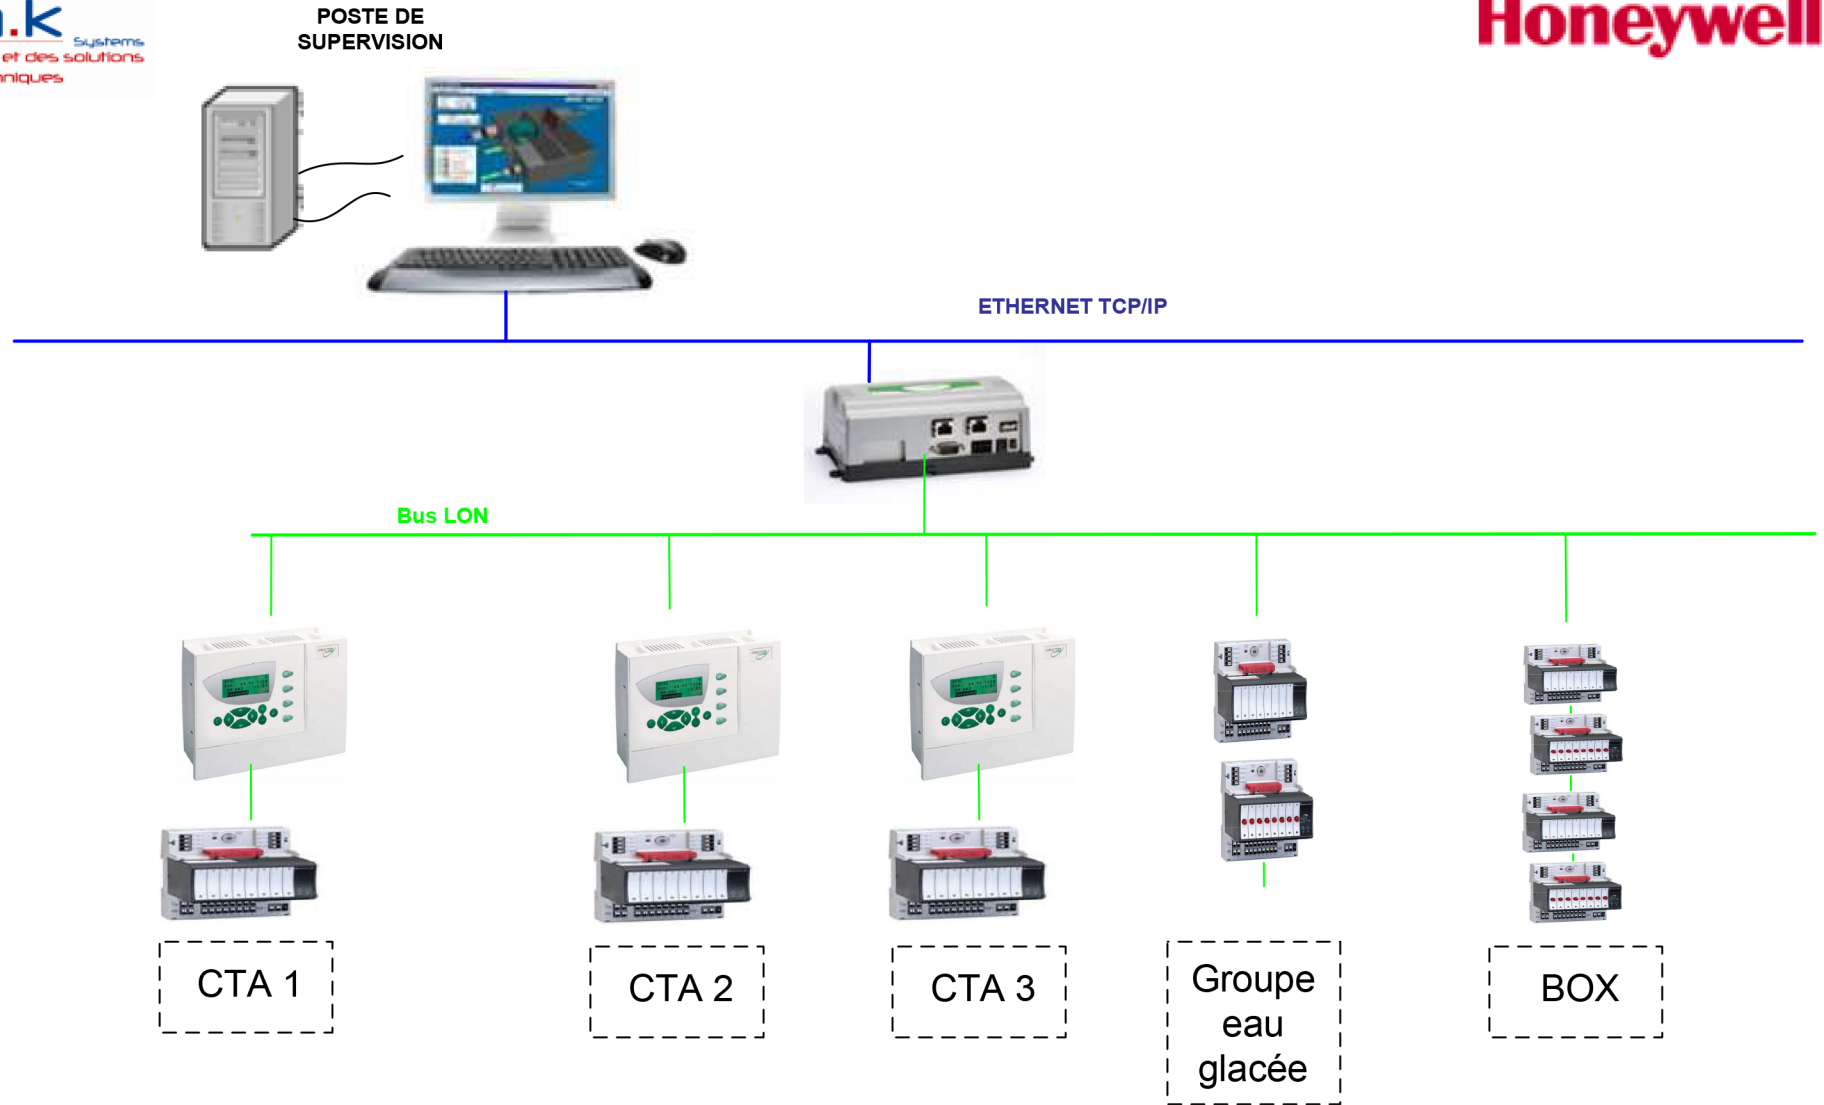 POSTE DE
SUPERVISION
Systems
et des solutions
Honeywell
ETHERNET TCP/IP
Bus LON
CTA 1
CTA 2
CTA 3
Groupe
eau
glacée
BOX